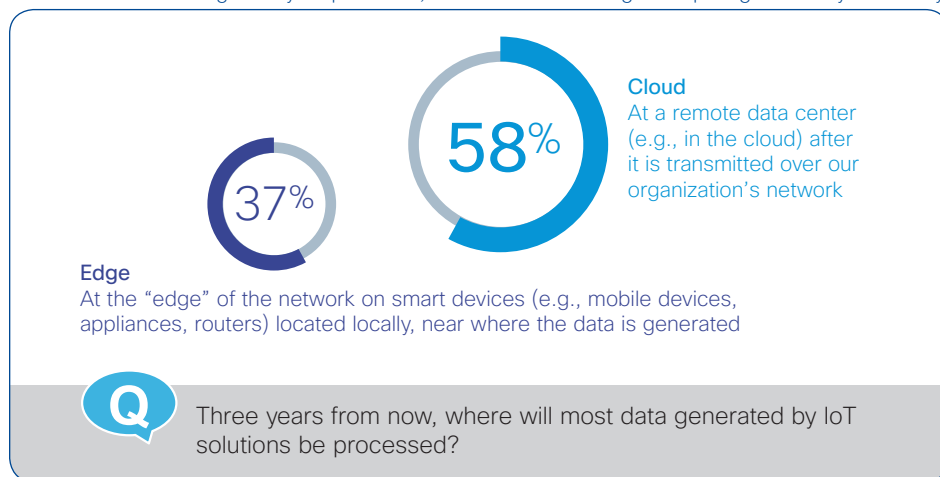 58%
Cloud
At a remote data center
(e.g., in the cloud) after
it is transmitted over our
organization's network
37%
Edge
At the “edge” of the network on smart devices (e.g., mobile devices,
appliances, routers) located locally, near where the data is generated
Q
Three years from now, where will most data generated by IoT
solutions be processed?